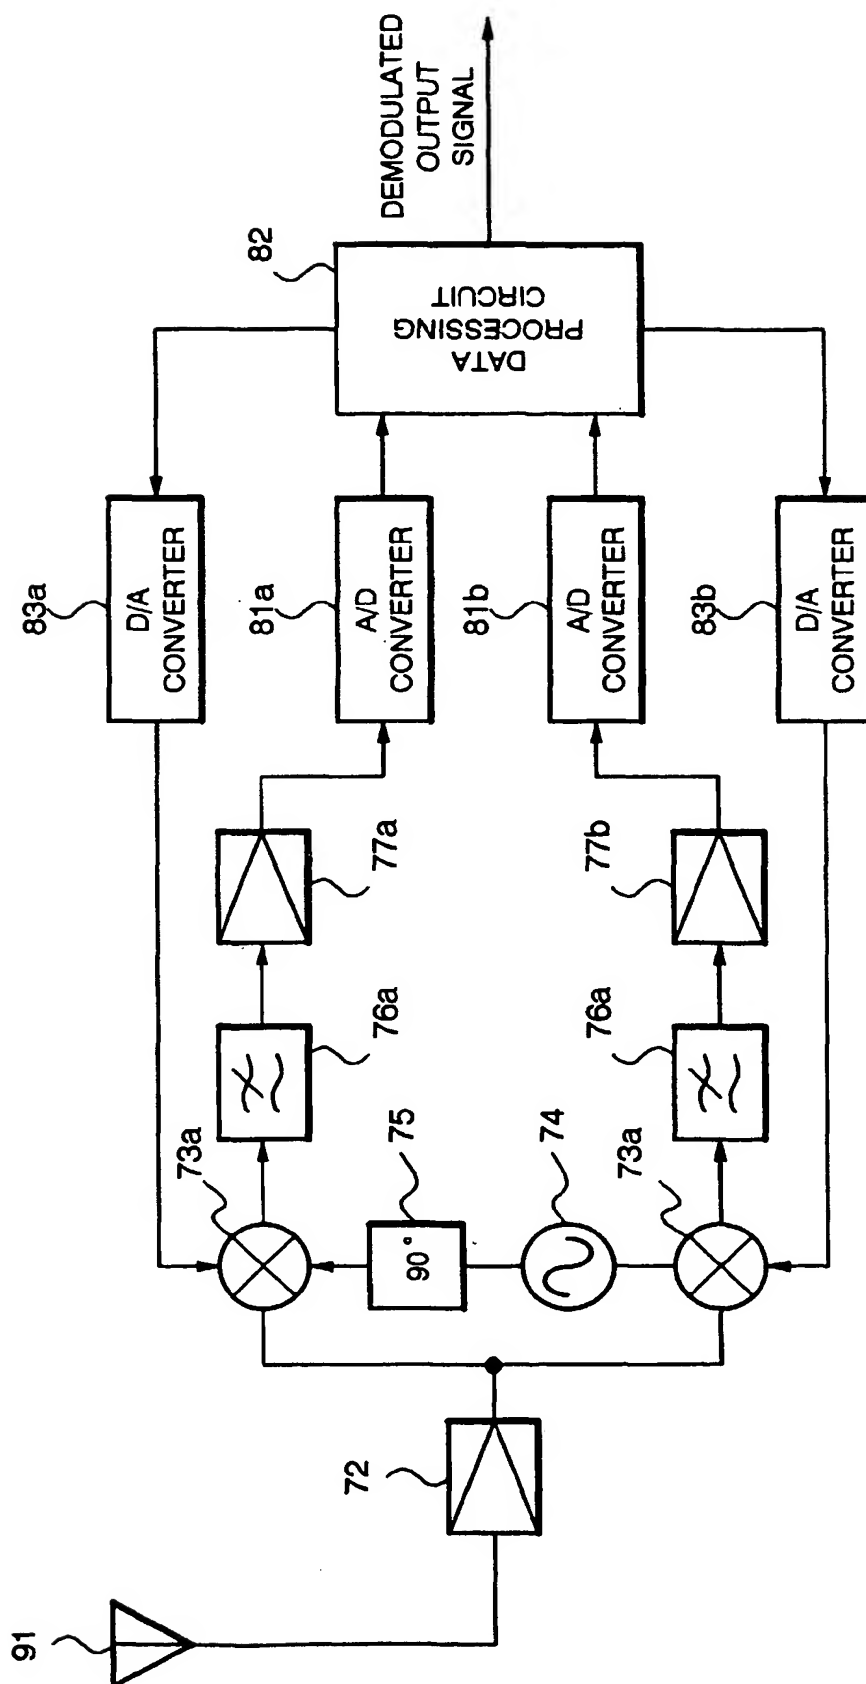 91
72
73a
75
90°
74
73a
76a
76a
77a
77b
83a
D/A
CONVERTER
81a
A/D
CONVERTER
81b
A/D
CONVERTER
83b
D/A
CONVERTER
82
DATA
PROCESSING
CIRCUIT
DEMODULATED
OUTPUT
SIGNAL